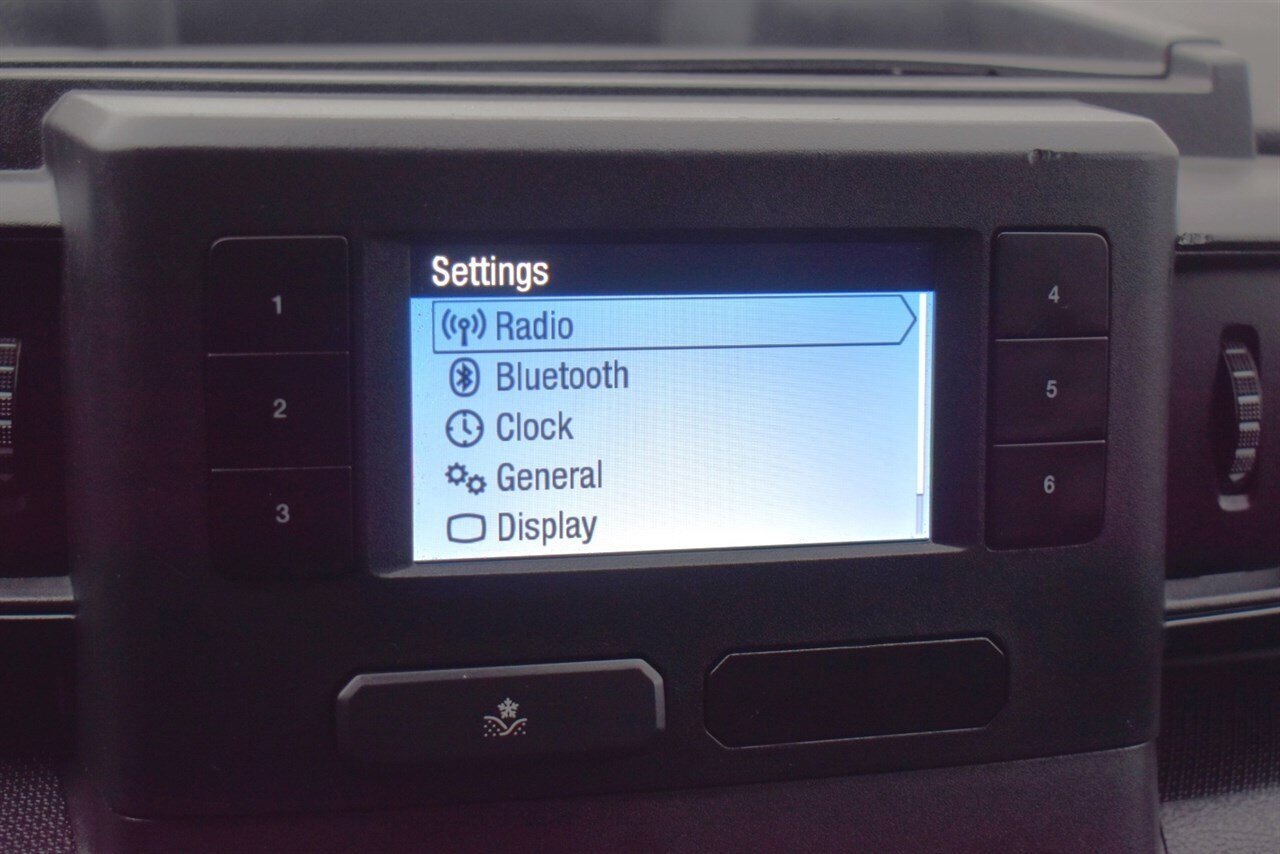 Settings
Radio
Bluetooth
Clock
General
Display
1
2
3
4
5
6